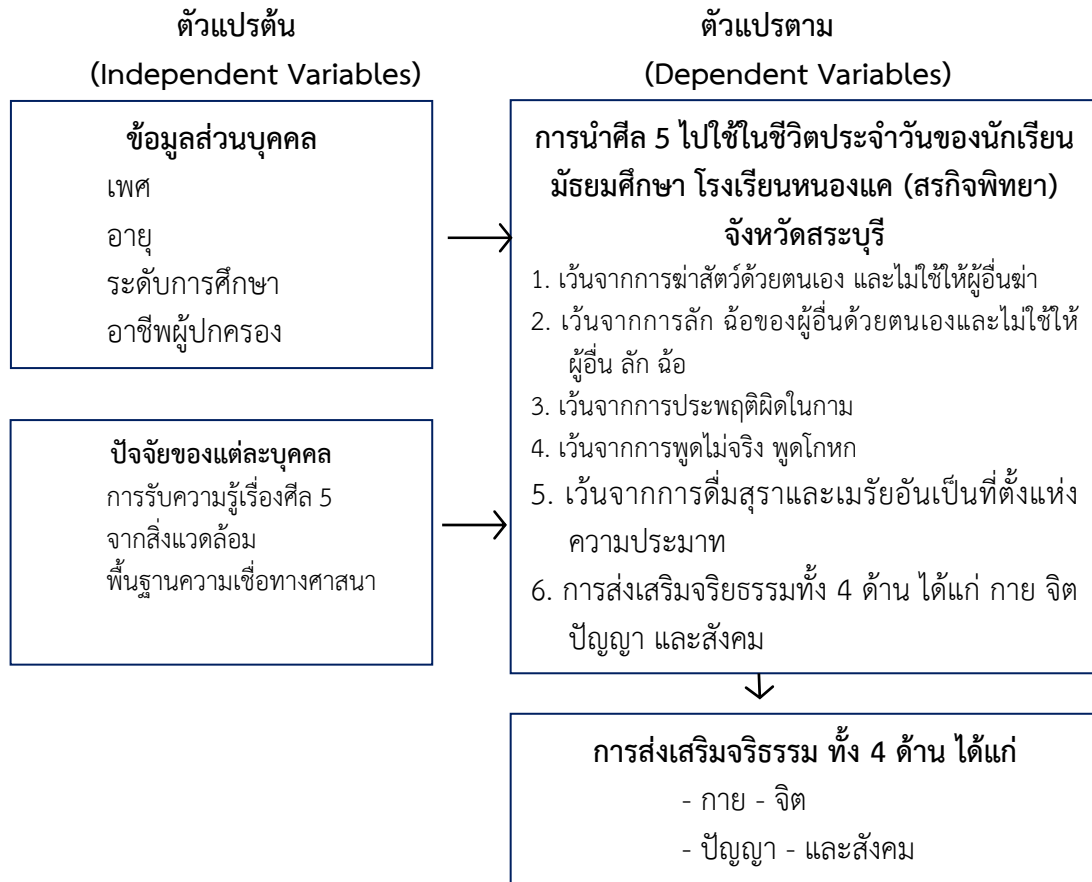 ตัวแปรต้น
(Independent Variables)
ข้อมูลส่วนบุคคล
เพศ
อายุ
ระดับการศึกษา
อาชีพผู้ปกครอง
ปัจจัยของแต่ละบุคคล
การรับความรู้เรื่องศีล 5
จากสิ่งแวดล้อม
พื้นฐานความเชื่อทางศาสนา
ตัวแปรตาม
(Dependent Variables)
การนำศีล 5 ไปใช้ในชีวิตประจำวันของนักเรียน
มัธยมศึกษา โรงเรียนหนองแค (สรกิจพิทยา)
จังหวัดสระบุรี
1. เว้นจากการฆ่าสัตว์ด้วยตนเอง และไม่ใช้ให้ผู้อื่นฆ่า
2. เว้นจากการลัก ฉ้อของผู้อื่นด้วยตนเองและไม่ใช้ให้
ผู้อื่น ลัก ฉ้อ
3. เว้นจากการประพฤติผิดในกาม
4. เว้นจากการพูดไม่จริง พูดโกหก
5. เว้นจากการดื่มสุราและเมรัยอันเป็นที่ตั้งแห่ง
ความประมาท
6. การส่งเสริมจริยธรรมทั้ง 4 ด้าน ได้แก่ กาย จิต
ปัญญา และสังคม
การส่งเสริมจริธรรม ทั้ง 4 ด้าน ได้แก่
- กาย - จิต
- ปัญญา - และสังคม